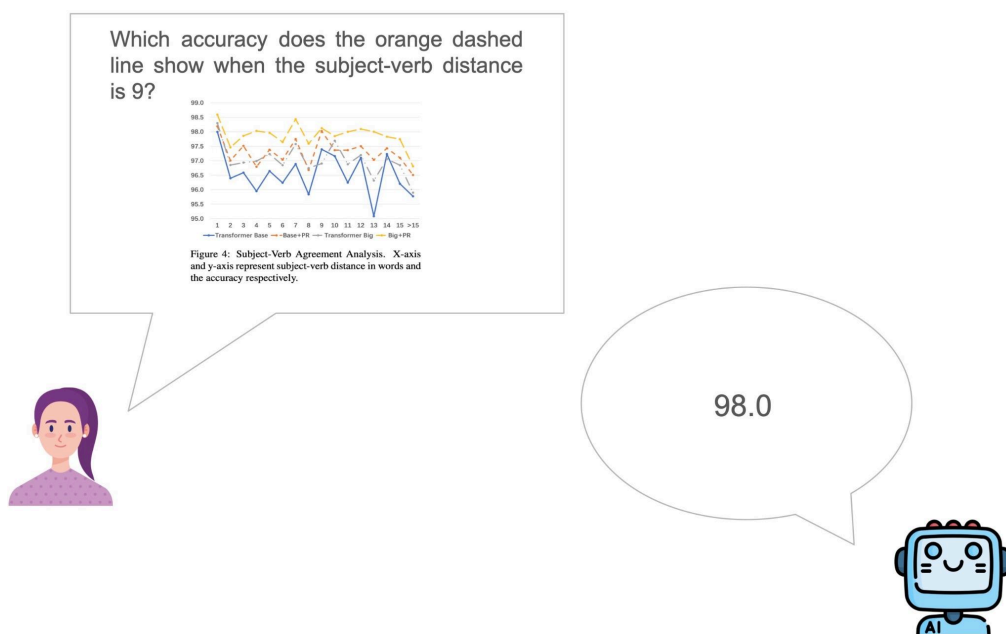 Which accuracy does the orange dashed
line show when the subject-verb distance
is 9?
99.0
98.5
98.0
97.5
97.0
96.5
96.0
95.5
95.0
1 2 3 4 5 6 7 8 9 10 11 12 13 14 15 >15
Transformer Base Base+PR Transformer Big Big+PR
Figure 4: Subject-Verb Agreement Analysis. X-axis
and y-axis represent subject-verb distance in words and
the accuracy respectively.
98.0
AI